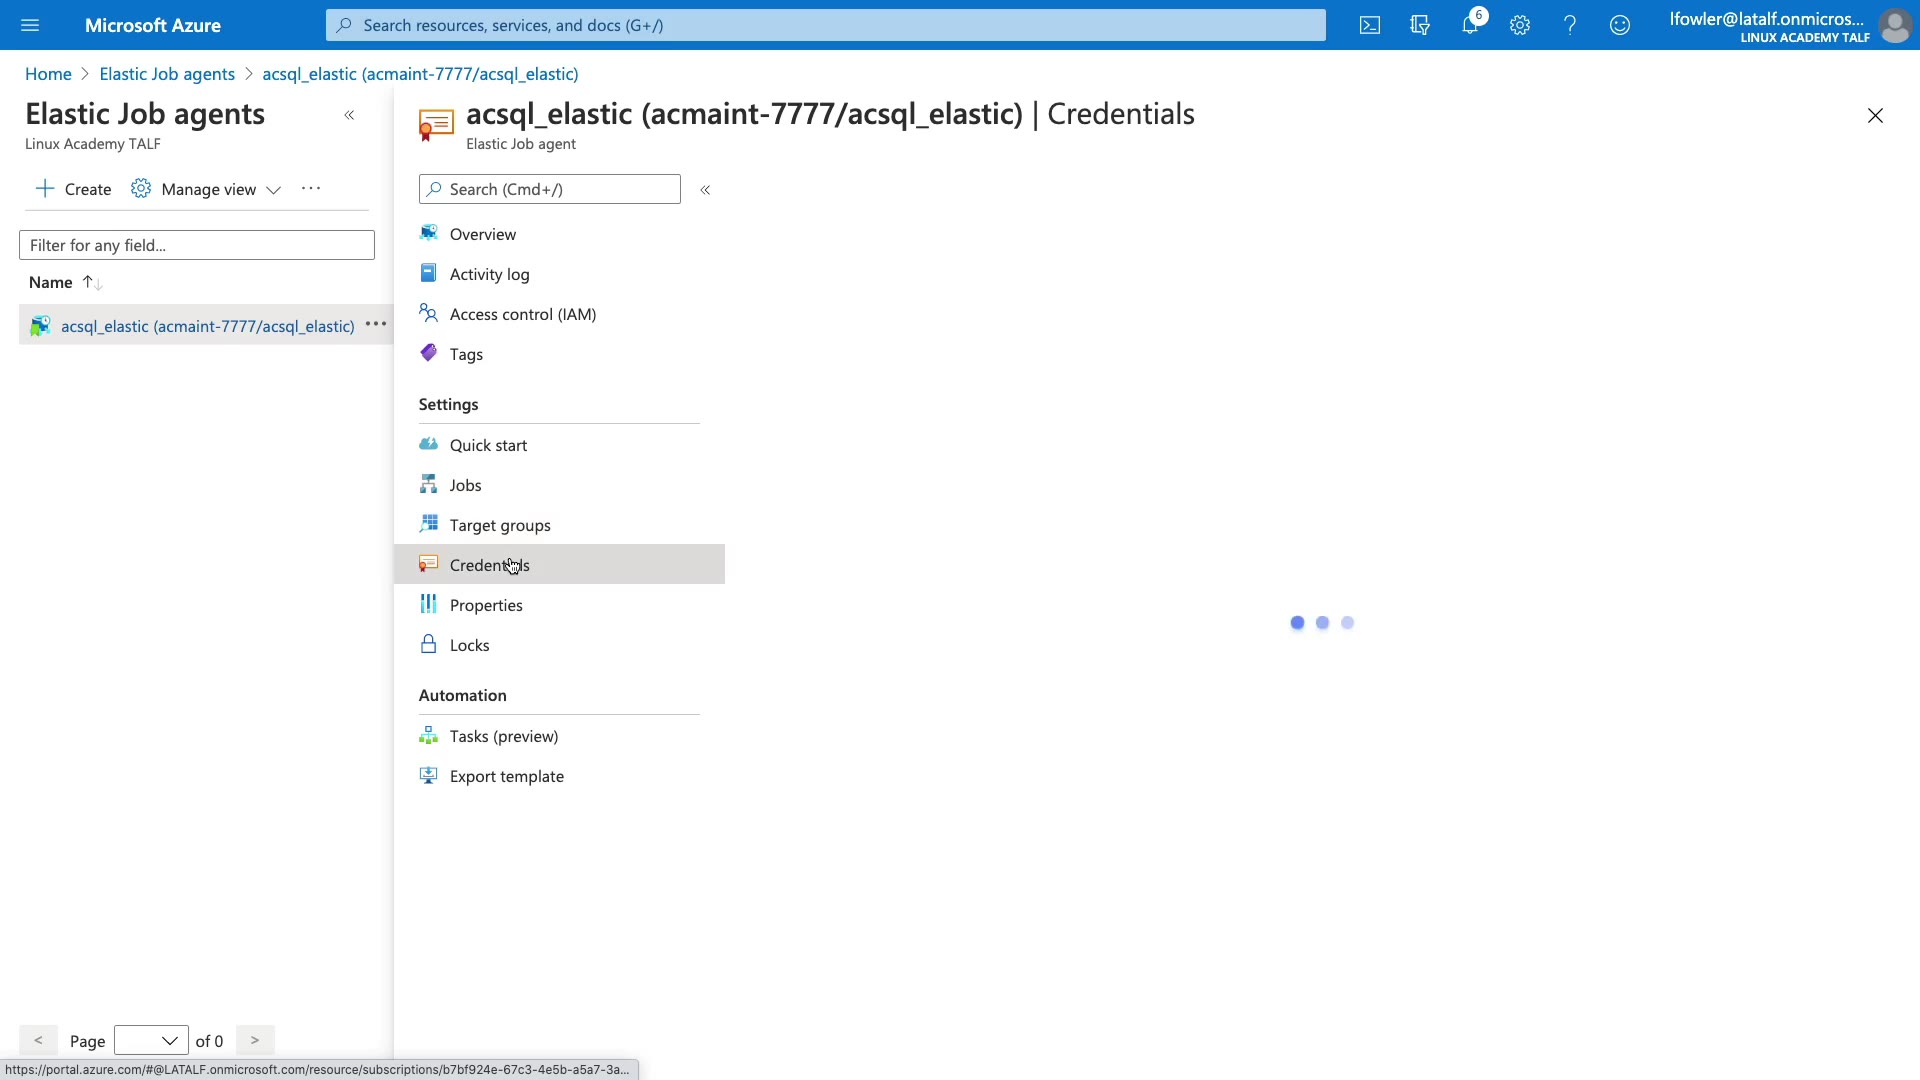 Microsoft Azure
Search resources, services, and docs (G+/)
6
lfowler@latalf.onmicros...
LINUX ACADEMY TALF
Home > Elastic Job agents > acsql_elastic (acmaint-7777/acsql_elastic)
Elastic Job agents
Linux Academy TALF
Create
Manage view
Filter for any field...
Name
acsql_elastic (acmaint-7777/acsql_elastic)
< Page of 0 >
acsql_elastic (acmaint-7777/acsql_elastic) | Credentials
Elastic Job agent
Search (Cmd+/)
Overview
Activity log
Access control (IAM)
Tags
Settings
Quick start
Jobs
Target groups
Credentials
Properties
Locks
Automation
Tasks (preview)
Export template
https://portal.azure.com/#@LATALF.onmicrosoft.com/resource/subscriptions/b7bf924e-67c3-4e5b-a5a7-3a...